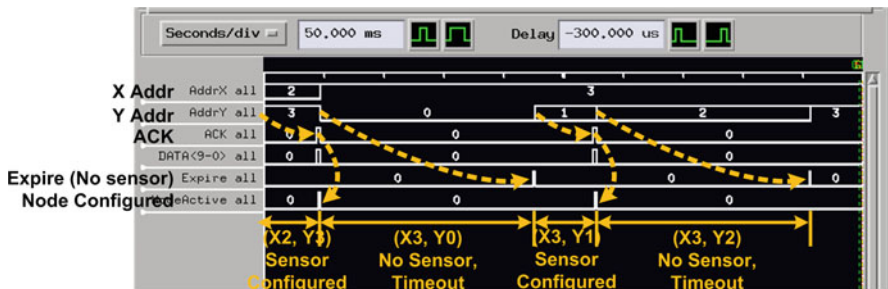 Seconds/div 50.000 ms Delay -300.000 us
X Addr AddrX all 2 3
Y Addr AddrY all 3 0 1 2 3
ACK ACK all 0 0 0
DATA<9-0> all 0 0 0
Expire (No sensor) Expire all 0 0 0
Node Configured NodeActive all 0 0 0
(X2, Y3) (X3, Y0) (X3, Y1) (X3, Y2)
Sensor No Sensor, Sensor No Sensor,
Configured Timeout Configured Timeout